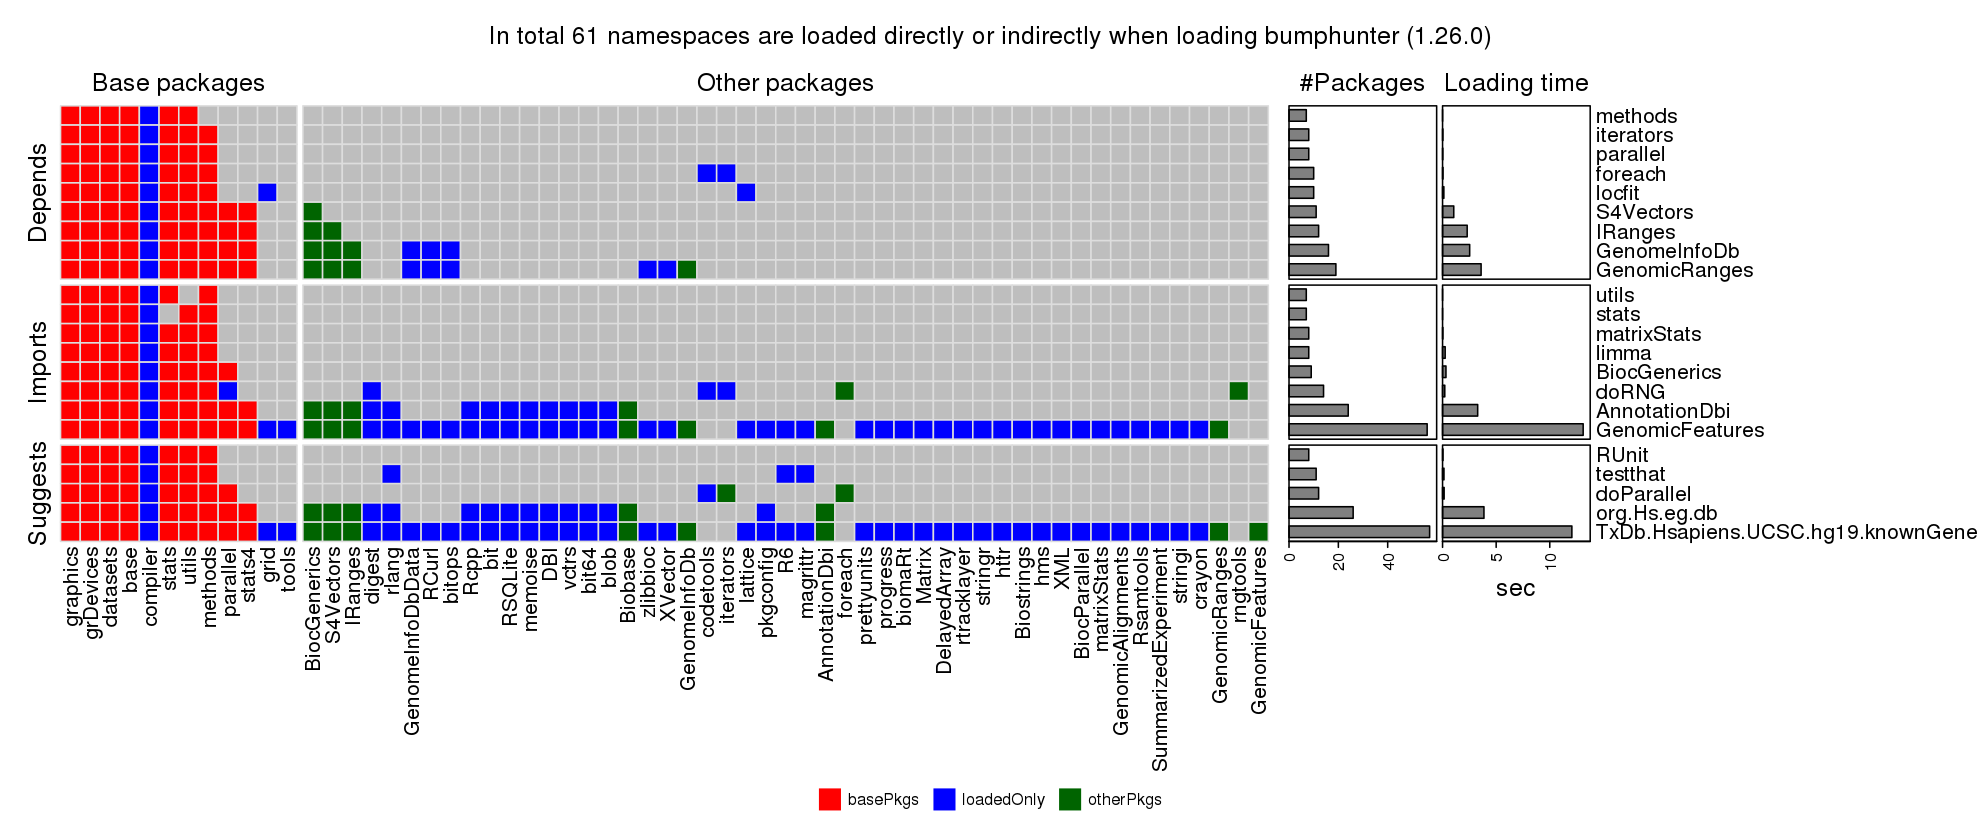 In total 61 namespaces are loaded directly or indirectly when loading bumphunter (1.26.0)
Base packages
Other packages
#Packages
Loading time
Depends
methods
iterators
parallel
foreach
locfit
S4Vectors
IRanges
GenomeInfoDb
GenomicRanges
Imports
utils
stats
matrixStats
limma
BiocGenerics
doRNG
AnnotationDbi
GenomicFeatures
Suggests
RUnit
testthat
doParallel
org.Hs.eg.db
TxDb.Hsapiens.UCSC.hg19.knownGene
graphics
grDevices
datasets
base
compiler
stats
utils
methods
parallel
stats4
grid
tools
BiocGenerics
S4Vectors
IRanges
digest
rlang
GenomeInfoDbData
RCurl
bitops
Rcpp
bit
RSQLite
memoise
DBI
vctrs
bit64
blob
Biobase
zlibbioc
XVector
GenomeInfoDb
codetools
iterators
lattice
pkgconfig
R6
magrittr
AnnotationDbi
foreach
prettyunits
progress
biomaRt
Matrix
DelayedArray
rtracklayer
stringr
httr
Biostrings
hms
XML
BiocParallel
matrixStats
GenomicAlignments
Rsamtools
SummarizedExperiment
stringi
crayon
GenomicRanges
rngtools
GenomicFeatures
0
20
40
0
5
10
sec
basePkgs
loadedOnly
otherPkgs